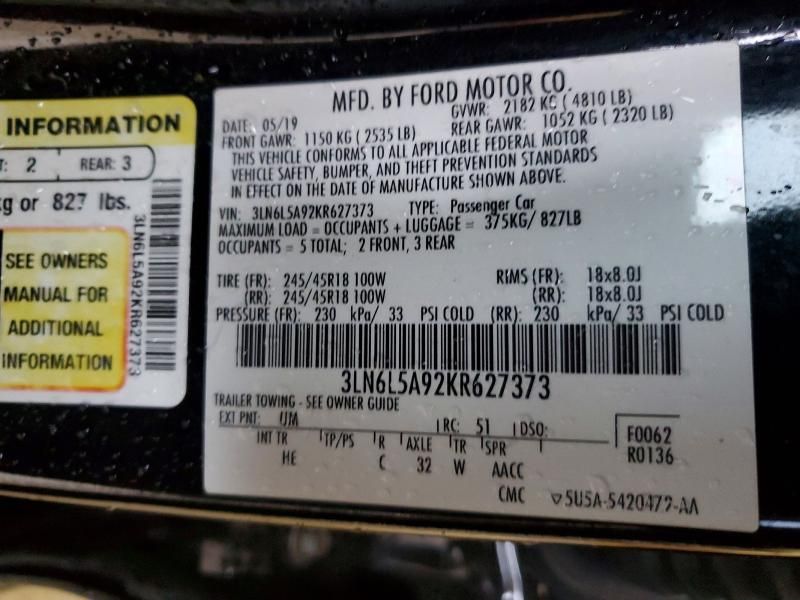 INFORMATION
T: 2 REAR: 3
kg or 827 lbs.
SEE OWNERS
MANUAL FOR
ADDITIONAL
INFORMATION
3LN6L5A92KR627373
MFD. BY FORD MOTOR CO.
DATE: 05/19 GVWR: 2182 KG ( 4810 LB)
FRONT GAWR: 1150 KG (2535 LB) REAR GAWR: 1052 KG ( 2320 LB)
THIS VEHICLE CONFORMS TO ALL APPLICABLE FEDERAL MOTOR
VEHICLE SAFETY, BUMPER, AND THEFT PREVENTION STANDARDS
IN EFFECT ON THE DATE OF MANUFACTURE SHOWN ABOVE.
VIN: 3LN6L5A92KR627373 TYPE: Passenger Car
MAXIMUM LOAD = OCCUPANTS + LUGGAGE = 375KG/ 827LB
OCCUPANTS = 5 TOTAL; 2 FRONT, 3 REAR
TIRE (FR): 245/45R18 100W RIMS (FR): 18x8.0J
(RR): 245/45R18 100W (RR): 18x8.0J
PRESSURE (FR): 230 kPa/ 33 PSI COLD (RR): 230 kPa/ 33 PSI COLD
3LN6L5A92KR627373
TRAILER TOWING - SEE OWNER GUIDE
EXT PNT: UM RC: 51 DSO: F0062
INT TR TP/PS R AXLE TR SPR R0136
HE C 32 W AACC
CMC 5U5A-5420472-AA